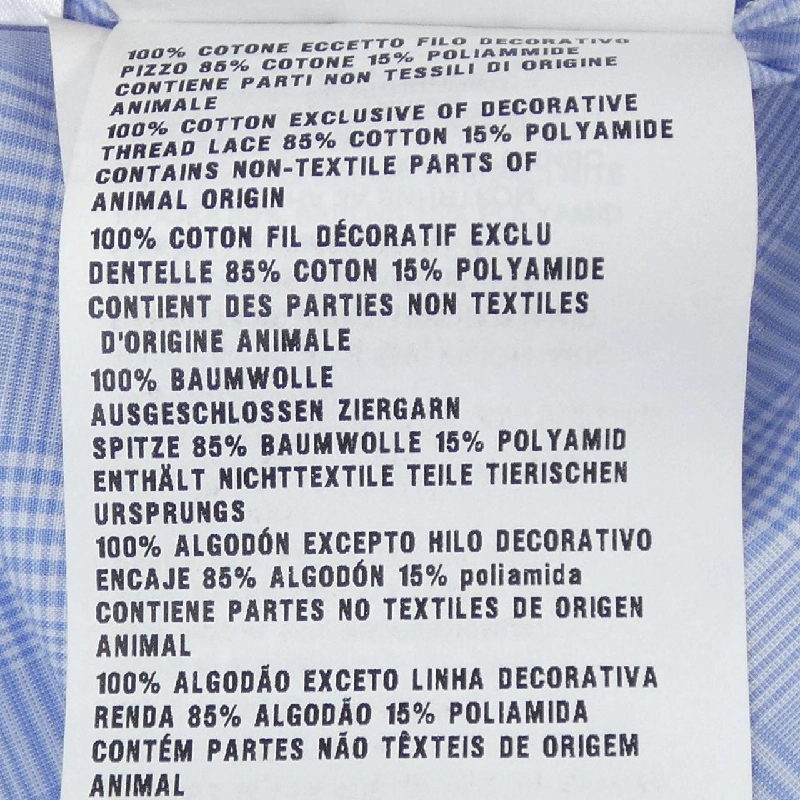 100% COTONE ECCETTO FILO DECORATIVO
PIZZO 85% COTONE 15% POLIAMMIDE
CONTIENE PARTI NON TESSILI DI ORIGINE
ANIMALE
100% COTTON EXCLUSIVE OF DECORATIVE
THREAD LACE 85% COTTON 15% POLYAMIDE
CONTAINS NON-TEXTILE PARTS OF
ANIMAL ORIGIN
100% COTON FIL DÉCORATIF EXCLU
DENTELLE 85% COTON 15% POLYAMIDE
CONTIENT DES PARTIES NON TEXTILES
D'ORIGINE ANIMALE
100% BAUMWOLLE
AUSGESCHLOSSEN ZIERGARN
SPITZE 85% BAUMWOLLE 15% POLYAMID
ENTHÄLT NICHTTEXTILE TEILE TIERISCHEN
URSPRUNGS
100% ALGODÓN EXCEPTO HILO DECORATIVO
ENCAJE 85% ALGODÓN 15% poliamida
CONTIENE PARTES NO TEXTILES DE ORIGEN
ANIMAL
100% ALGODÃO EXCETO LINHA DECORATIVA
RENDA 85% ALGODÃO 15% POLIAMIDA
CONTÉM PARTES NÃO TÊXTEIS DE ORIGEM
ANIMAL